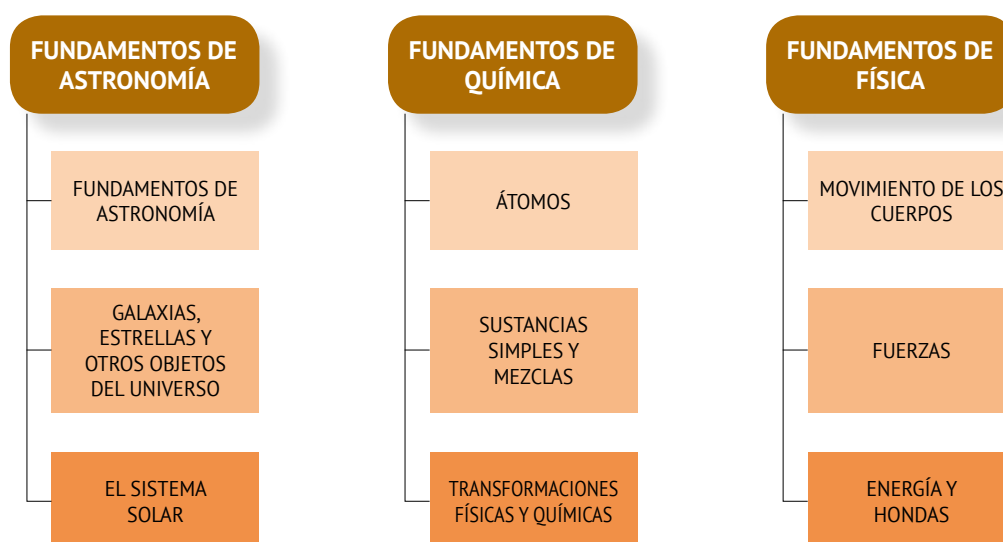 FUNDAMENTOS DE
ASTRONOMÍA
FUNDAMENTOS DE
ASTRONOMÍA
GALAXIAS,
ESTRELLAS Y
OTROS OBJETOS
DEL UNIVERSO
EL SISTEMA
SOLAR
FUNDAMENTOS DE
QUÍMICA
ÁTOMOS
SUSTANCIAS
SIMPLES Y
MEZCLAS
TRANSFORMACIONES
FÍSICAS Y QUÍMICAS
FUNDAMENTOS DE
FÍSICA
MOVIMIENTO DE LOS
CUERPOS
FUERZAS
ENERGÍA Y
HONDAS